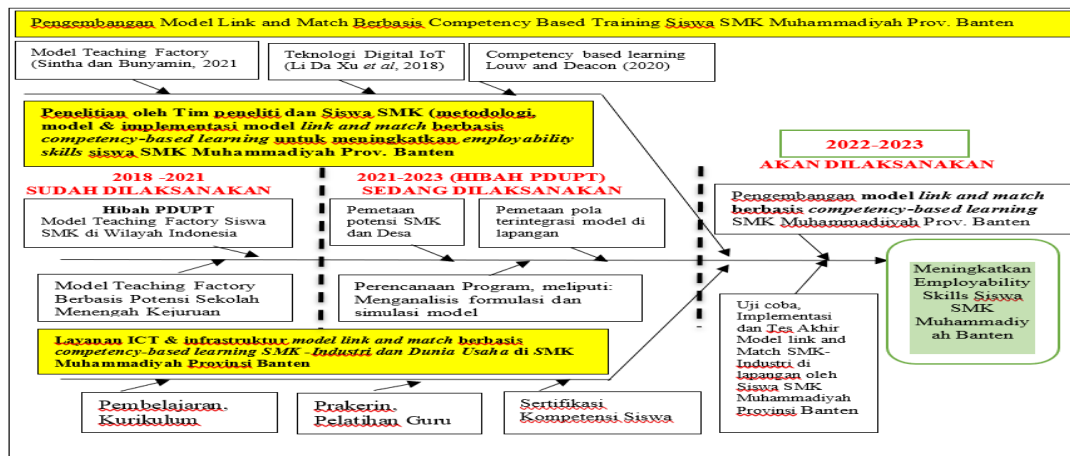 Pengembangan Model Link and Match Berbasis Competency Based Training Siswa SMK Muhammadiyah Prov. Banten
Model Teaching Factory
(Sintha dan Bunyamin, 2021
Teknologi Digital IoT
(Li Da Xu et al, 2018)
Competency based learning
Louw and Deacon (2020)
Penelitian oleh Tim peneliti dan Siswa SMK (metodologi,
model & implementasi model link and match berbasis
competency-based learning untuk meningkatkan employability
skills siswa SMK Muhammadiyah Prov. Banten
2018 -2021
SUDAH DILAKSANAKAN
2021-2023 (HIBAH PDUPT)
SEDANG DILAKSANAKAN
2022-2023
AKAN DILAKSANAKAN
Hibah PDUPT
Model Teaching Factory Siswa
SMK di Wilayah Indonesia
Pemetaan
potensi SMK
dan Desa
Pemetaan pola
terintegrasi model di
lapangan
Pengembangan model link and match
berbasis competency-based learning
SMK Muhammadiiyah Prov. Banten
Model Teaching Factory
Berbasis Potensi Sekolah
Menengah Kejuruan
Perencanaan Program, meliputi:
Menganalisis formulasi dan
simulasi model
Uji coba,
Implementasi
dan Tes Akhir
Model link and
Match SMK-
Industri di
lapangan oleh
Siswa SMK
Muhammadiyah
Provinsi Banten
Meningkatkan
Employability
Skills Siswa
SMK
Muhammadiy
ah Banten
Layanan ICT & infrastruktur model link and match berbasis
competency-based learning SMK -Industri dan Dunia Usaha di SMK
Muhammadiyah Provinsi Banten
Pembelajaran,
Kurikulum
Prakerin,
Pelatihan Guru
Sertifikasi
Kompetensi Siswa